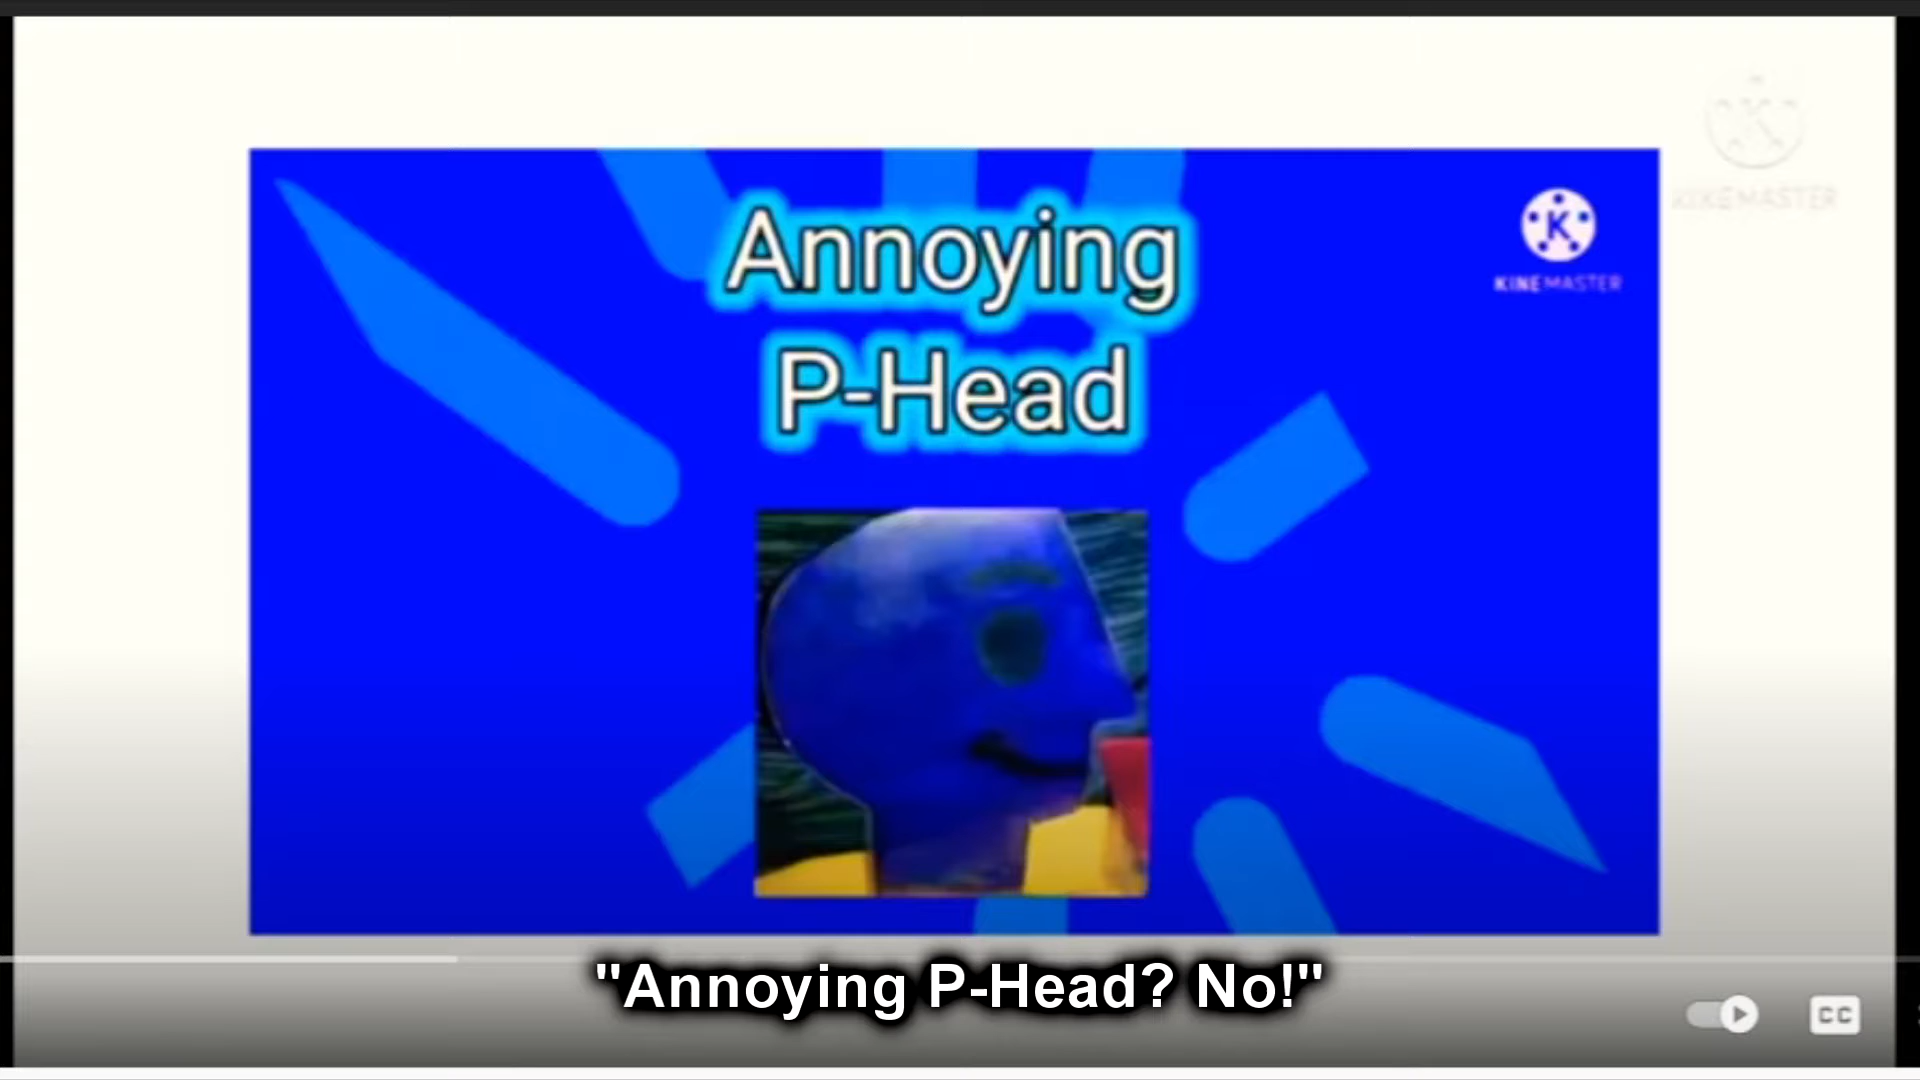 Annoying
P-Head
KINEMASTER
KINEMASTER
"Annoying P-Head? No!"
CC